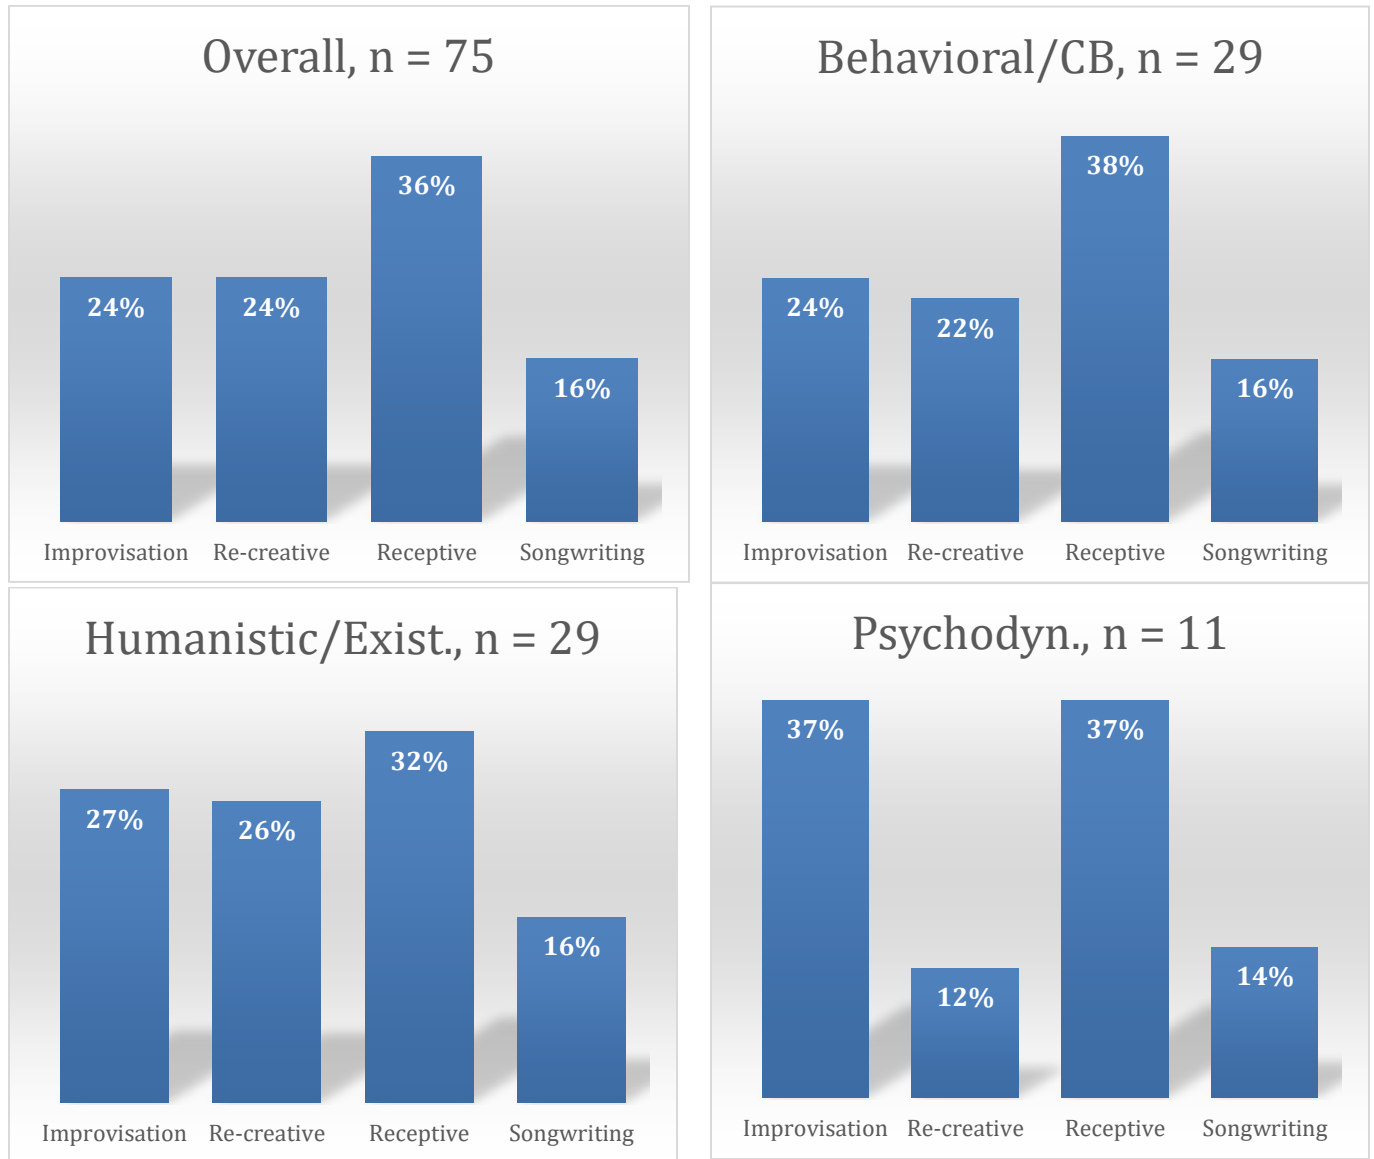 Overall, n = 75
24%
24%
36%
16%
Improvisation Re-creative Receptive Songwriting
Behavioral/CB, n = 29
24%
22%
38%
16%
Improvisation Re-creative Receptive Songwriting
Humanistic/Exist., n = 29
27%
26%
32%
16%
Improvisation Re-creative Receptive Songwriting
Psychodyn., n = 11
37%
12%
37%
14%
Improvisation Re-creative Receptive Songwriting